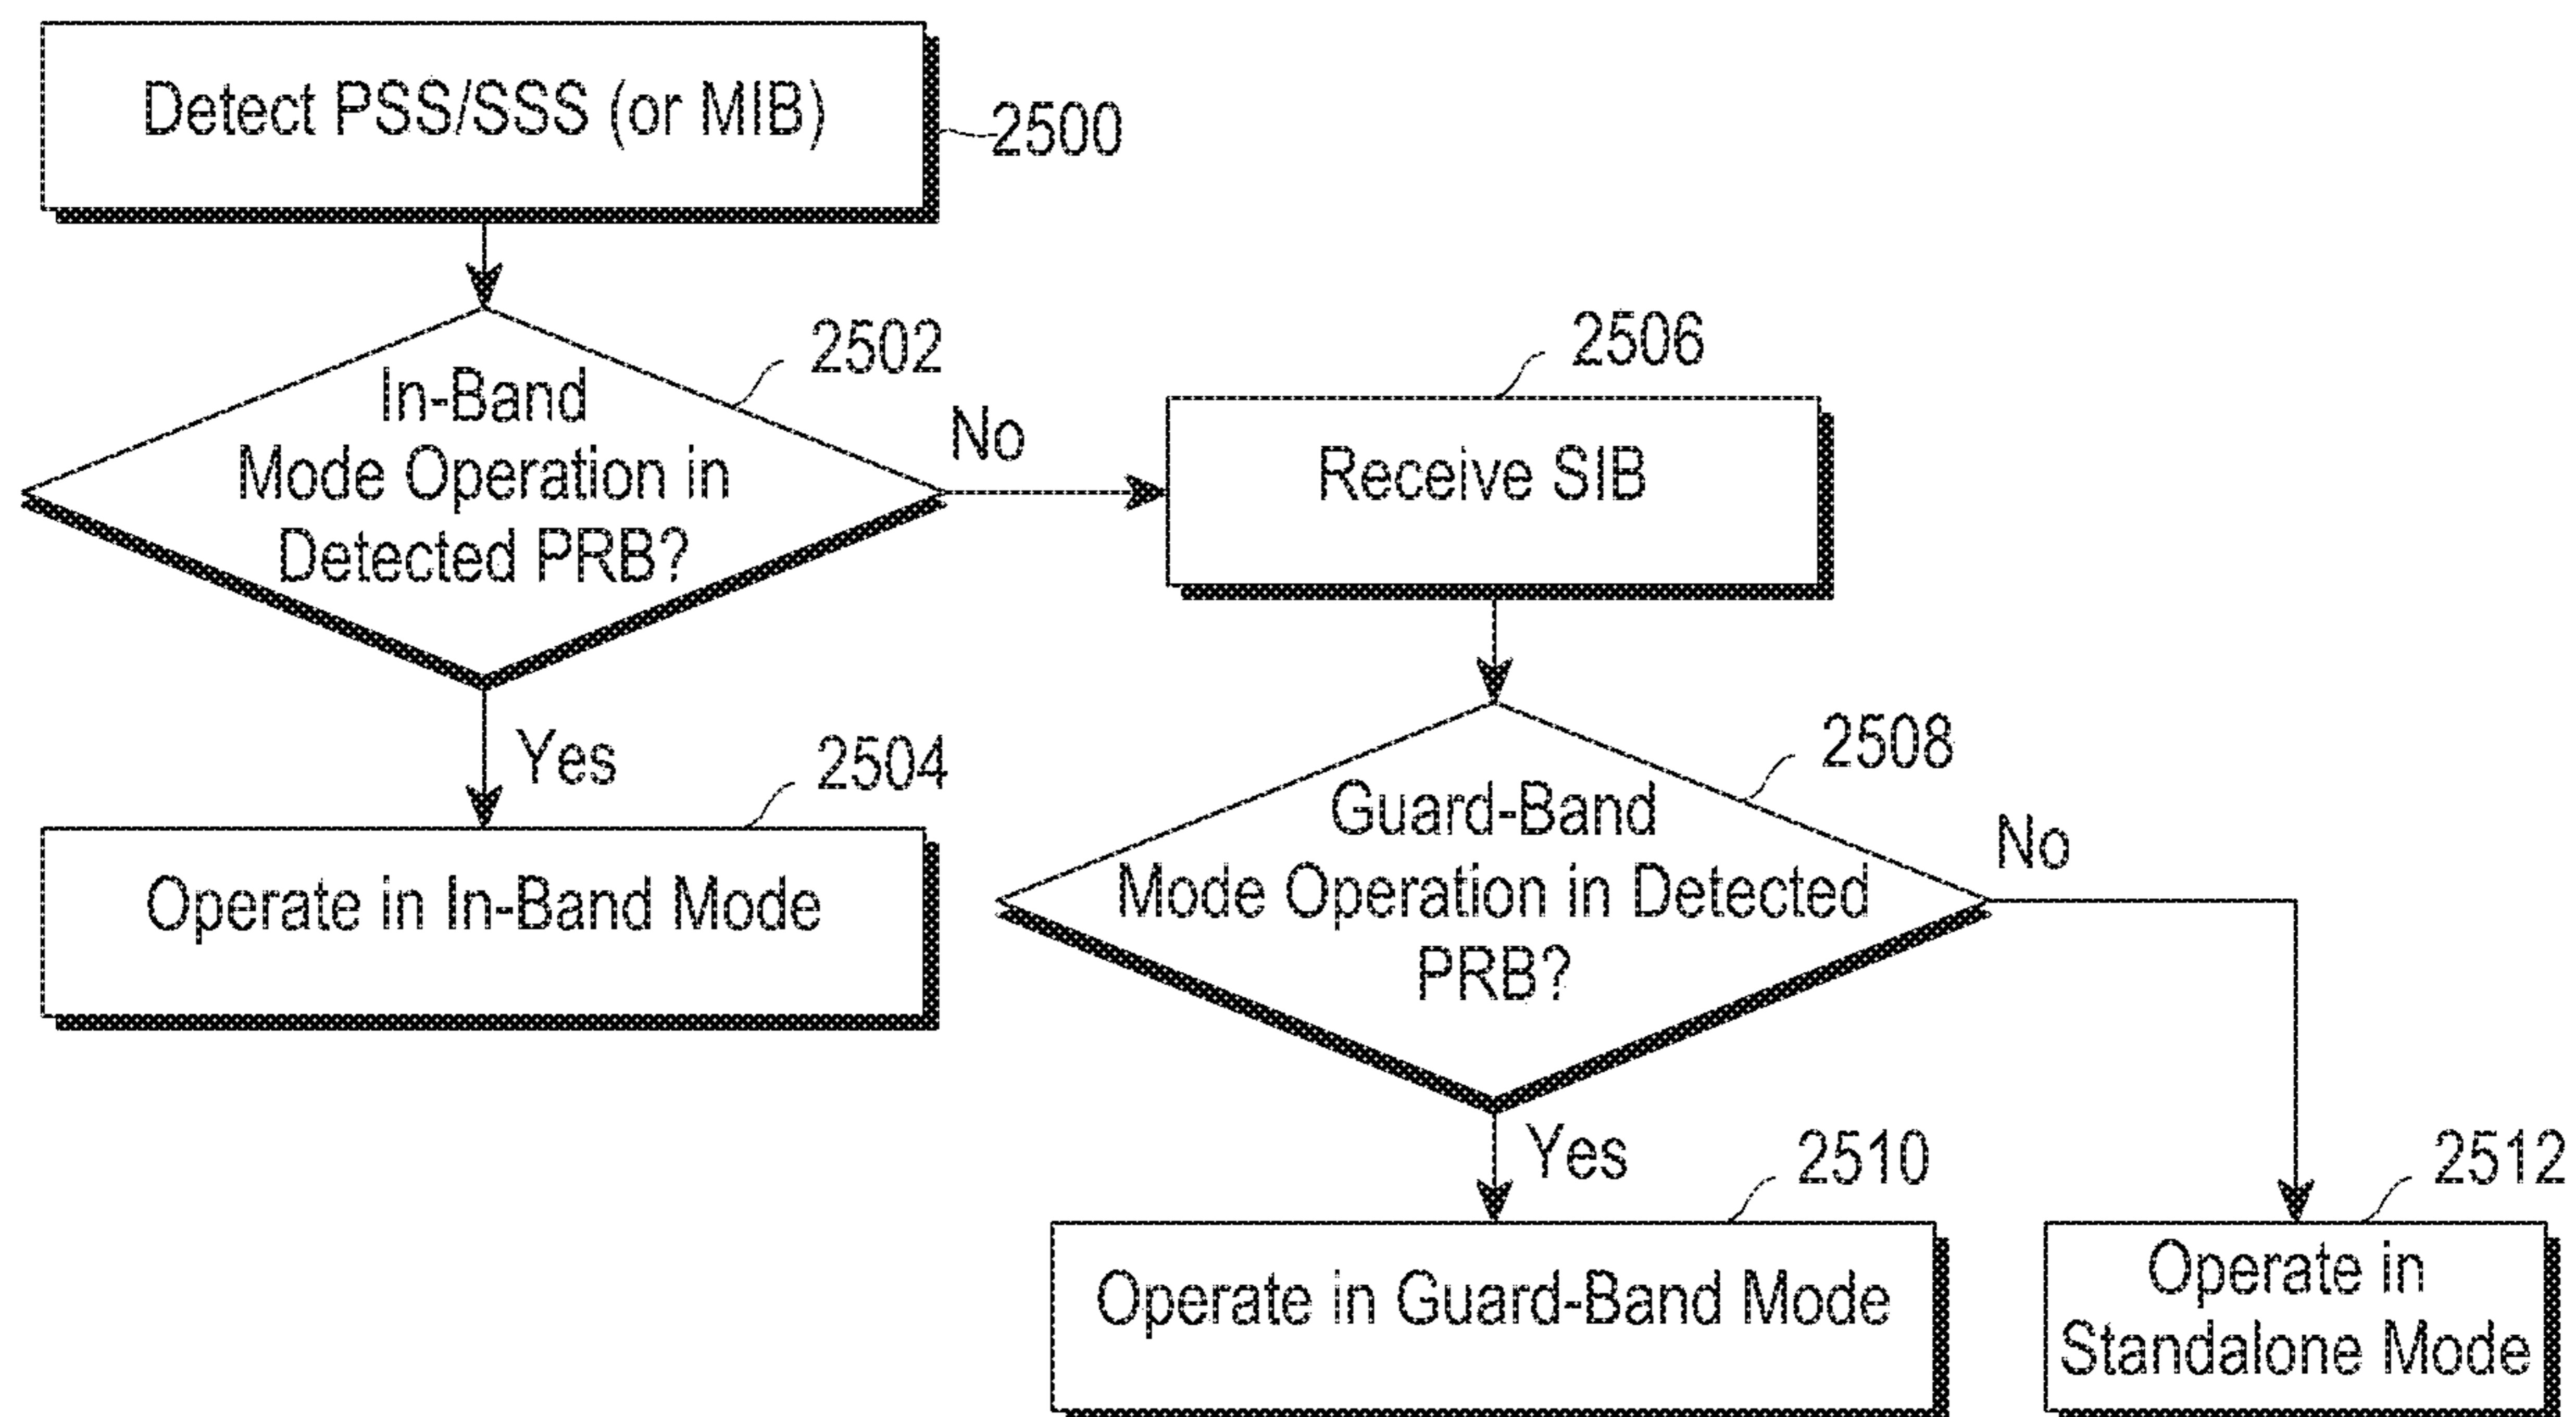 Detect PSS/SSS (or MIB)
2500
2502
In-Band
Mode Operation in
Detected PRB?
No
Yes
2504
Operate in In-Band Mode
2506
Receive SIB
2508
Guard-Band
Mode Operation in Detected
PRB?
No
Yes
2510
Operate in Guard-Band Mode
2512
Operate in
Standalone Mode